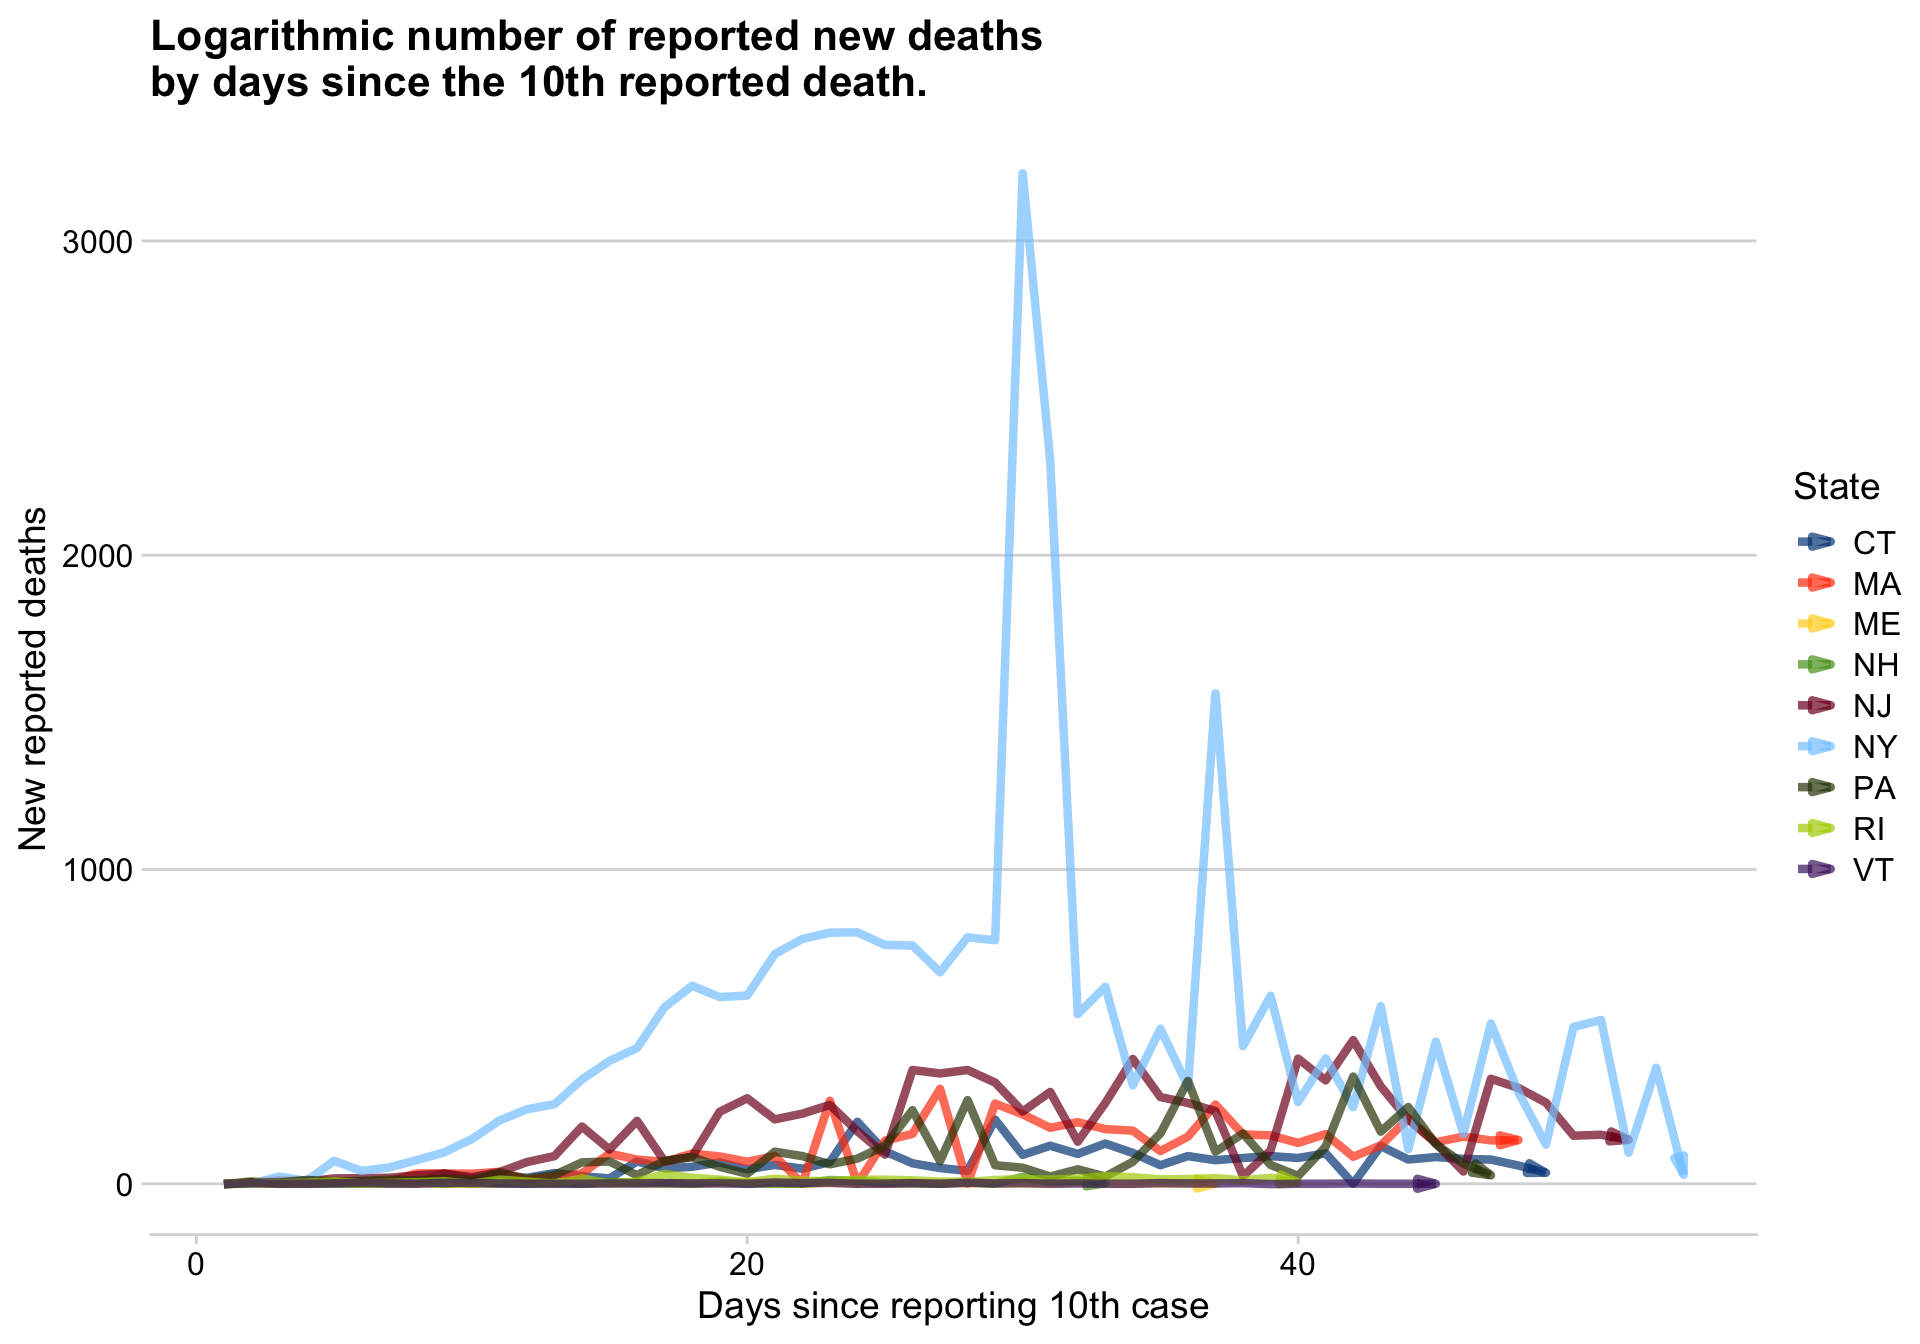 Logarithmic number of reported new deaths
by days since the 10th reported death.
New reported deaths
3000
2000
1000
0
0
20
40
Days since reporting 10th case
State
CT
MA
ME
NH
NJ
NY
PA
RI
VT